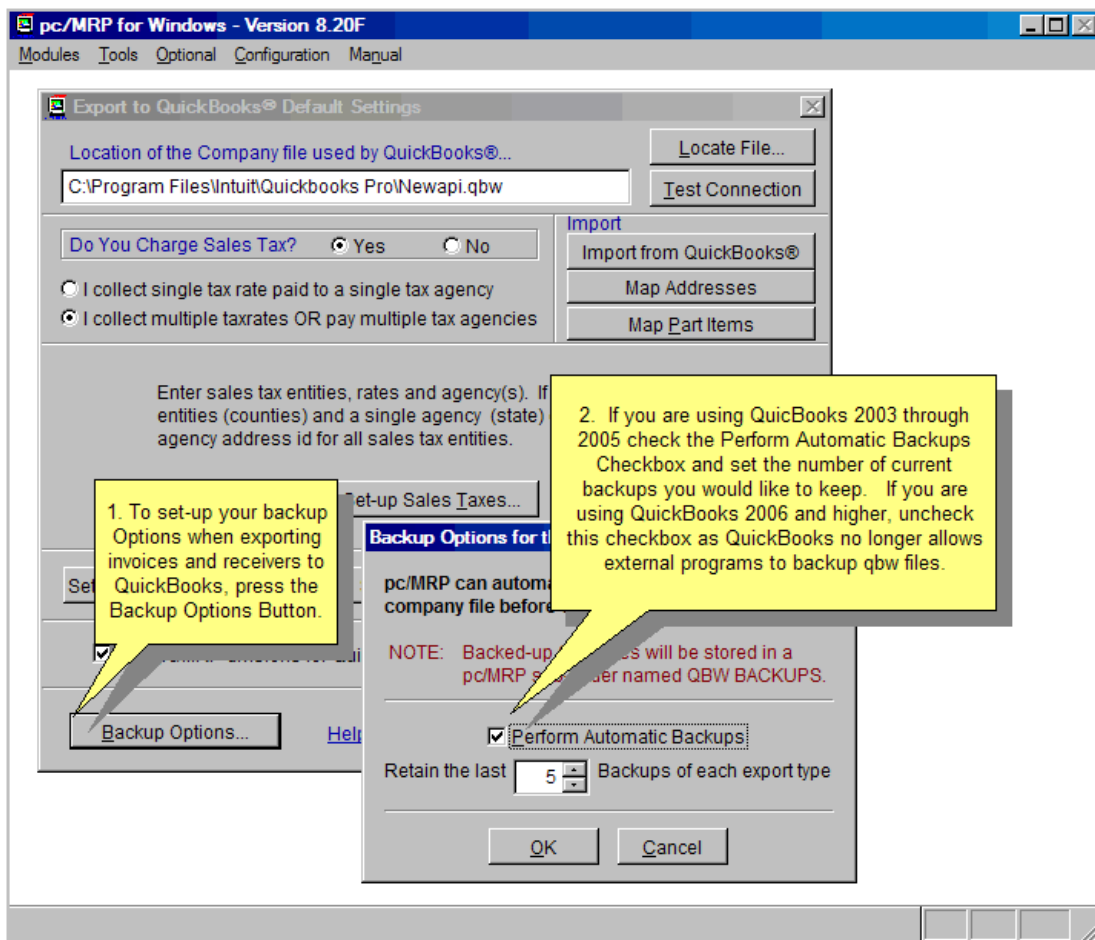 pc/MRP for Windows - Version 8.20F
Modules Tools Optional Configuration Manual
Export to QuickBooks® Default Settings
Location of the Company file used by QuickBooks®...
Locate File...
C:\Program Files\Intuit\Quickbooks Pro\Newapi.qbw
Test Connection
Do You Charge Sales Tax? Yes No
Import
Import from QuickBooks®
I collect single tax rate paid to a single tax agency
Map Addresses
I collect multiple taxrates OR pay multiple tax agencies
Map Part Items
Enter sales tax entities, rates and agency(s). If
entities (counties) and a single agency (state)
agency address id for all sales tax entities.
Set-up Sales Taxes...
1. To set-up your backup
Options when exporting
invoices and receivers to
QuickBooks, press the
Backup Options Button.
2. If you are using QuicBooks 2003 through
2005 check the Perform Automatic Backups
Checkbox and set the number of current
backups you would like to keep. If you are
using QuickBooks 2006 and higher, uncheck
this checkbox as QuickBooks no longer allows
external programs to backup qbw files.
Backup Options...
Backup Options for
pc/MRP can
company file before
NOTE: Backed-up will be stored in a
pc/MRP named QBW BACKUPS.
Perform Automatic Backups
Retain the last 5 Backups of each export type
OK Cancel